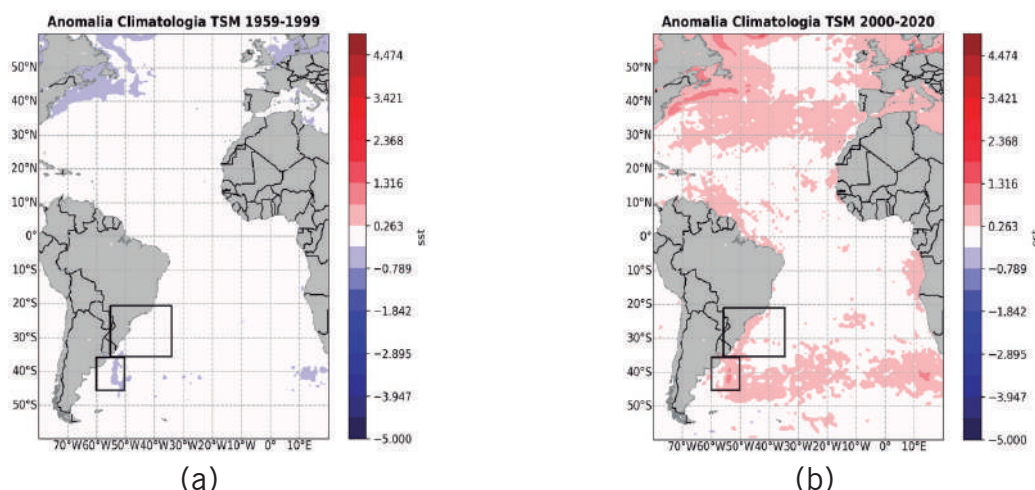 Anomalia Climatologia TSM 1959-1999
50°N
40°N
30°N
20°N
10°N
0°
10°S
20°S
30°S
40°S
50°S
70°W60°W50°W40°W30°W20°W10°W 0° 10°E
4.474
3.421
2.368
1.316
0.263
−0.789
−1.842
−2.895
−3.947
−5.000
sst
(a)
Anomalia Climatologia TSM 2000-2020
50°N
40°N
30°N
20°N
10°N
0°
10°S
20°S
30°S
40°S
50°S
70°W60°W50°W40°W30°W20°W10°W 0° 10°E
4.474
3.421
2.368
1.316
0.263
−0.789
−1.842
−2.895
−3.947
−5.000
sst
(b)